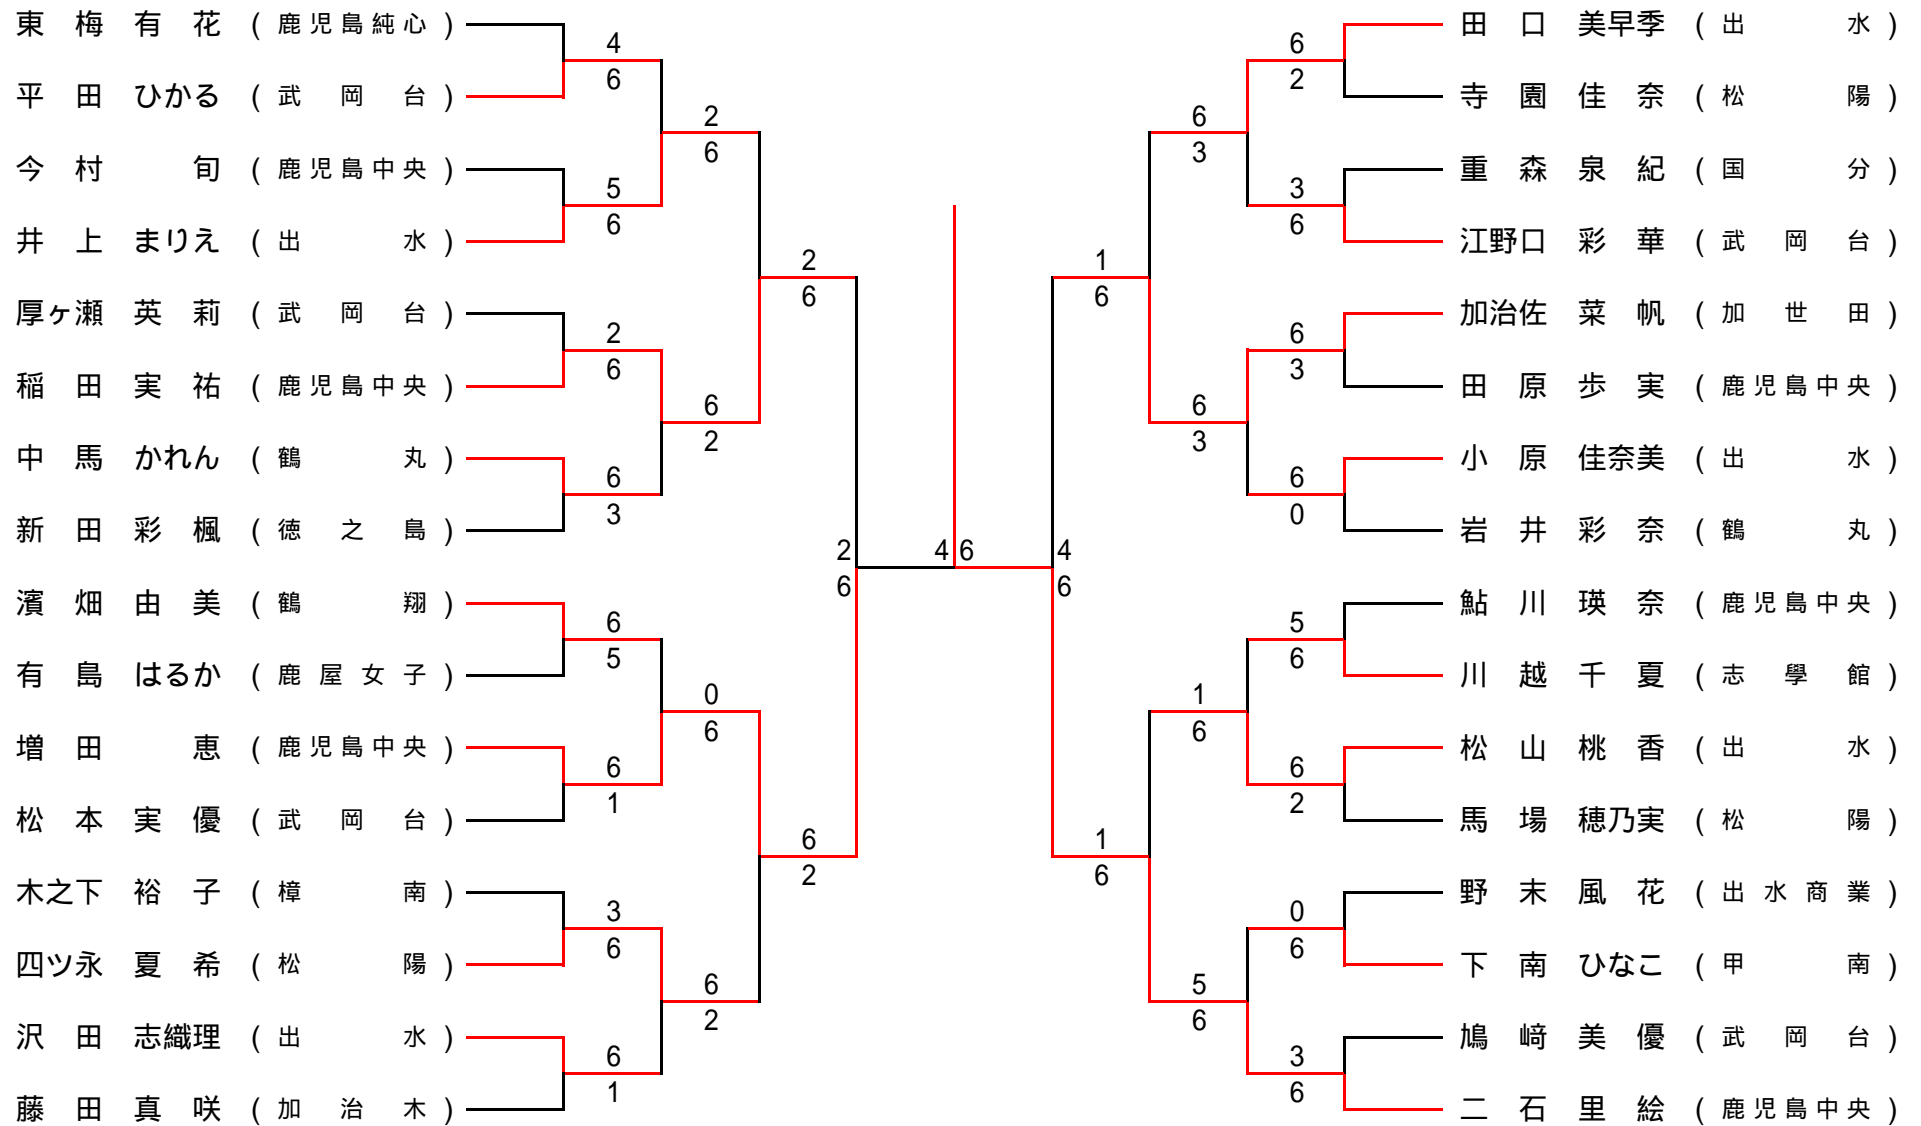 東梅有花 (鹿児島純心) 田口美早季 (出水)
4 6
6 2
平田ひかる (武岡台) 寺園佳奈 (松陽)
2 6
6 3
今村旬 (鹿児島中央) 重森泉紀 (国分)
5 3
6 6
井上まりえ (出水) 江野口彩華 (武岡台)
2 1
6 6
厚ヶ瀬英莉 (武岡台) 加治佐菜帆 (加世田)
2 6
6 3
稲田実祐 (鹿児島中央) 田原歩実 (鹿児島中央)
6 6
2 3
中馬かれん (鶴丸) 小原佳奈美 (出水)
6 6
3 0
新田彩楓 (徳之島) 岩井彩奈 (鶴丸)
2 4 6 4
6 6
濱畑由美 (鶴翔) 鮎川瑛奈 (鹿児島中央)
6 5
5 6
有島はるか (鹿屋女子) 川越千夏 (志學館)
0 1
6 6
増田恵 (鹿児島中央) 松山桃香 (出水)
6 6
1 2
松本実優 (武岡台) 馬場穂乃実 (松陽)
6 1
2 6
木之下裕子 (樟南) 野末風花 (出水商業)
3 0
6 6
四ツ永夏希 (松陽) 下南ひなこ (甲南)
6 5
2 6
沢田志織理 (出水) 鳩﨑美優 (武岡台)
6 3
1 6
藤田真咲 (加治木) 二石里絵 (鹿児島中央)